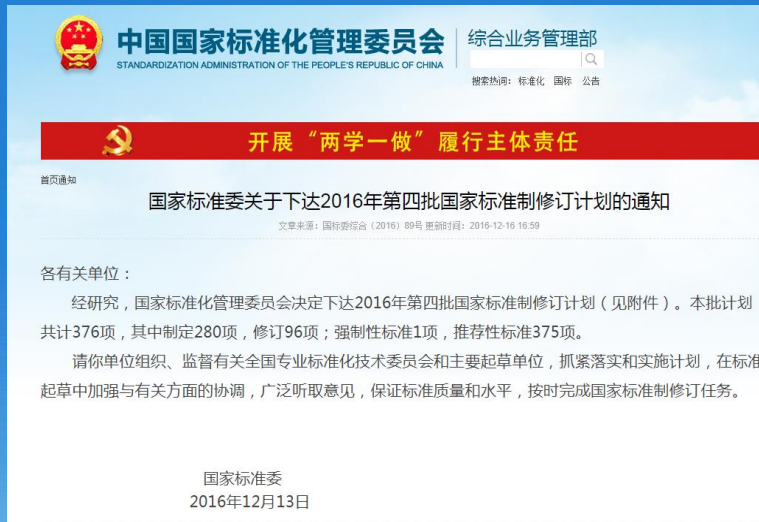 中国国家标准化管理委员会
STANDARDIZATION ADMINISTRATION OF THE PEOPLE'S REPUBLIC OF CHINA
综合业务管理部
搜索热词： 标准化 国标 公告
开展“两学一做”履行主体责任
首页通知
国家标准委关于下达2016年第四批国家标准制修订计划的通知
文章来源：国标委综合（2016）89号 更新时间：2016-12-16 16:59
各有关单位：
经研究，国家标准化管理委员会决定下达2016年第四批国家标准制修订计划（见附件）。本批计划
共计376项，其中制定280项，修订96项；强制性标准1项，推荐性标准375项。
请你单位组织、监督有关全国专业标准化技术委员会和主要起草单位，抓紧落实和实施计划，在标准
起草中加强与有关方面的协调，广泛听取意见，保证标准质量和水平，按时完成国家标准制修订任务。
国家标准委
2016年12月13日